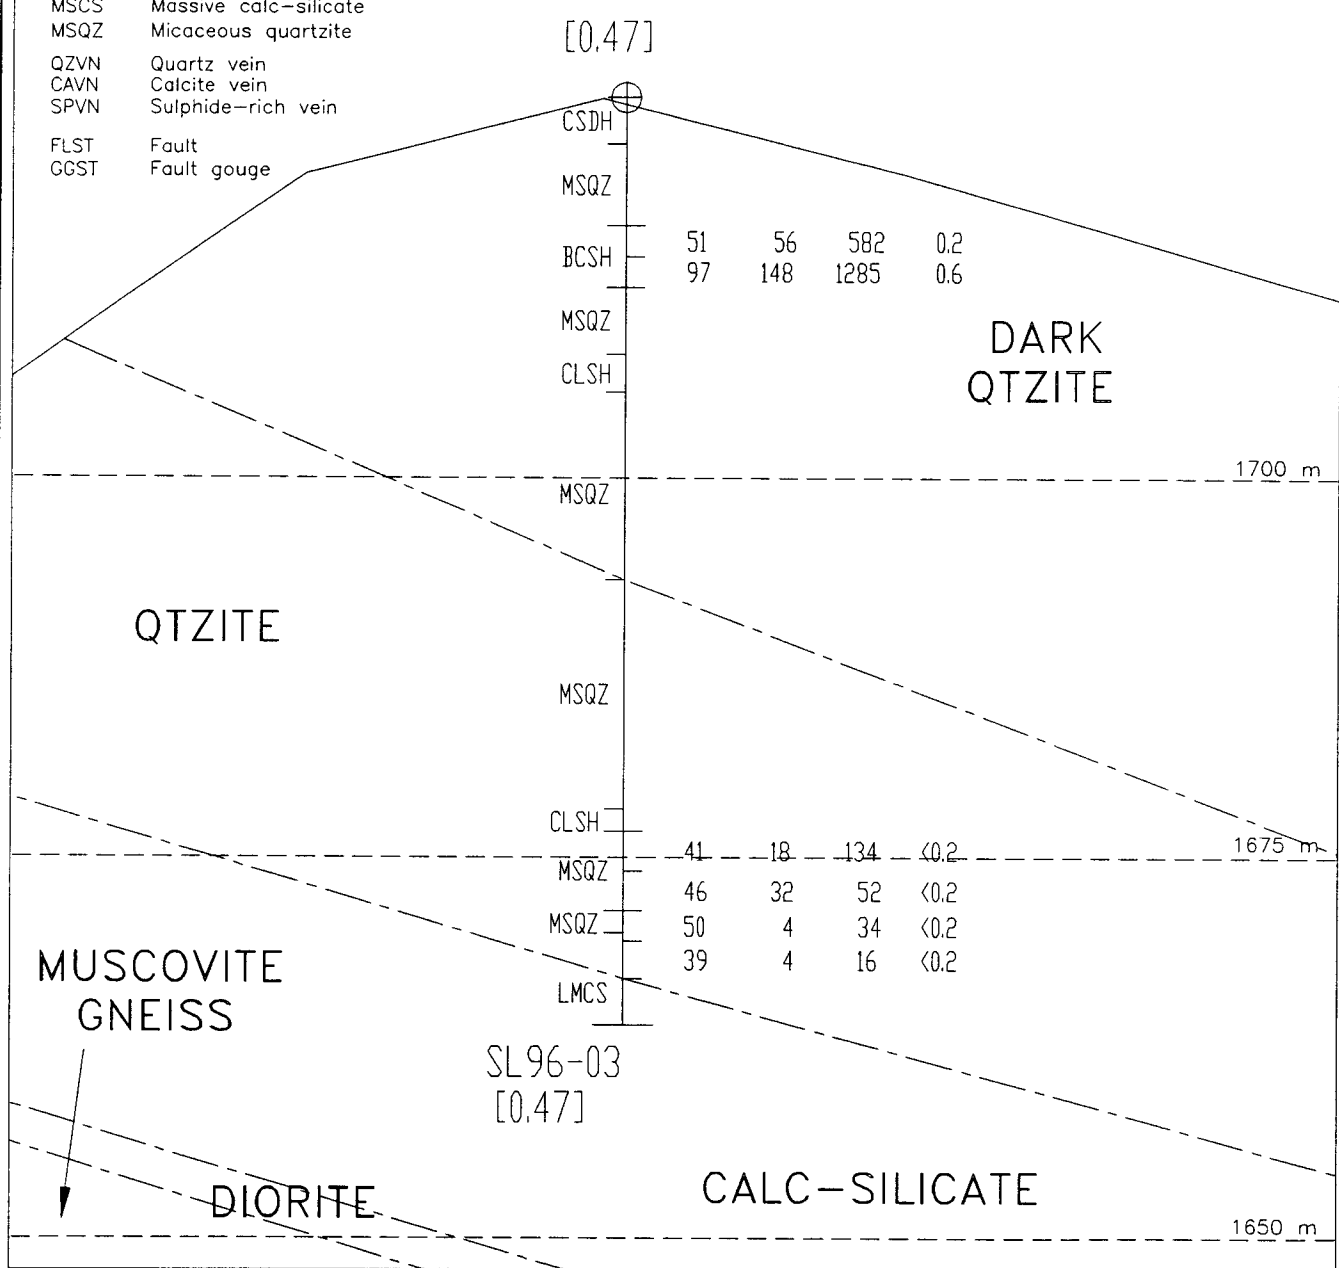 MSCS Massive calc-silicate
MSQZ Micaceous quartzite
QZVN Quartz vein
CAVN Calcite vein
SPVN Sulphide-rich vein
FLST Fault
GGST Fault gouge
[0.47]
CSDH
MSQZ
BCSH 51 56 582 0.2
97 148 1285 0.6
MSQZ
DARK
QTZITE
CLSH
1700 m
MSQZ
QTZITE
MSQZ
CLSH
1675 m
41 18 134 <0.2
MSQZ
46 32 52 <0.2
MSQZ 50 4 34 <0.2
39 4 16 <0.2
MUSCOVITE
GNEISS
LMCS
SL96-03
[0.47]
DIORITE
CALC-SILICATE
1650 m